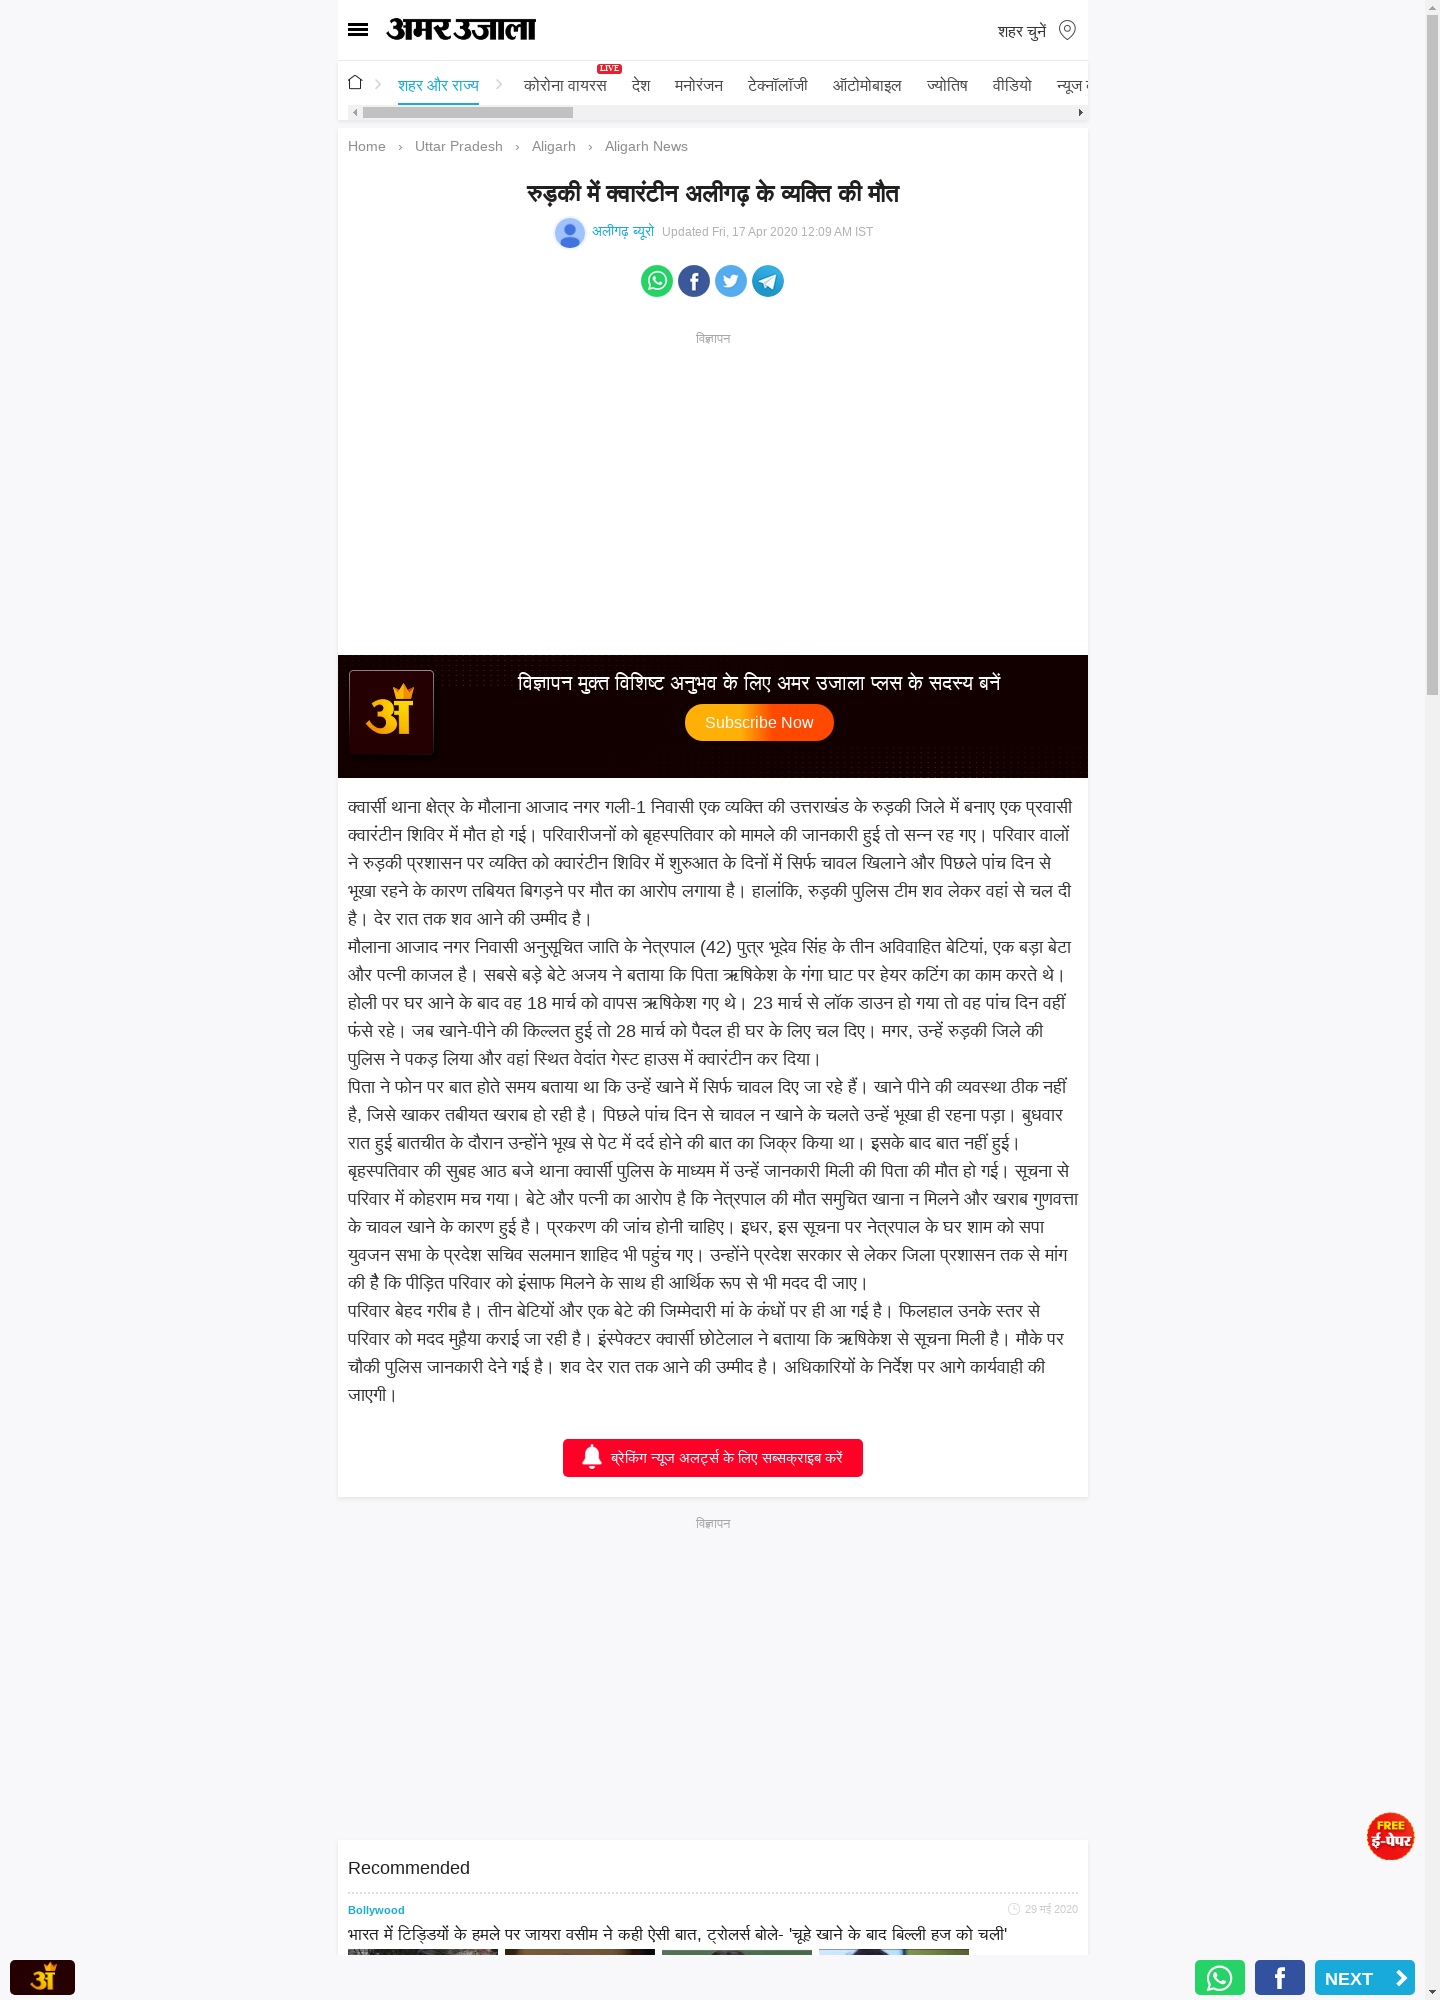 अमर उजाला
शहर चुनें
शहर और राज्य
कोरोना वायरस
LIVE
देश
मनोरंजन
टेक्नॉलॉजी
ऑटोमोबाइल
ज्योतिष
वीडियो
न्यूज
Home › Uttar Pradesh › Aligarh › Aligarh News
रुड़की में क्वारंटीन अलीगढ़ के व्यक्ति की मौत
अलीगढ़ ब्यूरो Updated Fri, 17 Apr 2020 12:09 AM IST
विज्ञापन
अ
विज्ञापन मुक्त विशिष्ट अनुभव के लिए अमर उजाला प्लस के सदस्य बनें
Subscribe Now
क्वार्सी थाना क्षेत्र के मौलाना आजाद नगर गली-1 निवासी एक व्यक्ति की उत्तराखंड के रुड़की जिले में बनाए एक प्रवासी
क्वारंटीन शिविर में मौत हो गई। परिवारीजनों को बृहस्पतिवार को मामले की जानकारी हुई तो सन्न रह गए। परिवार वालों
ने रुड़की प्रशासन पर व्यक्ति को क्वारंटीन शिविर में शुरुआत के दिनों में सिर्फ चावल खिलाने और पिछले पांच दिन से
भूखा रहने के कारण तबियत बिगड़ने पर मौत का आरोप लगाया है। हालांकि, रुड़की पुलिस टीम शव लेकर वहां से चल दी
है। देर रात तक शव आने की उम्मीद है।
मौलाना आजाद नगर निवासी अनुसूचित जाति के नेत्रपाल (42) पुत्र भूदेव सिंह के तीन अविवाहित बेटियां, एक बड़ा बेटा
और पत्नी काजल है। सबसे बड़े बेटे अजय ने बताया कि पिता ऋषिकेश के गंगा घाट पर हेयर कटिंग का काम करते थे।
होली पर घर आने के बाद वह 18 मार्च को वापस ऋषिकेश गए थे। 23 मार्च से लॉक डाउन हो गया तो वह पांच दिन वहीं
फंसे रहे। जब खाने-पीने की किल्लत हुई तो 28 मार्च को पैदल ही घर के लिए चल दिए। मगर, उन्हें रुड़की जिले की
पुलिस ने पकड़ लिया और वहां स्थित वेदांत गेस्ट हाउस में क्वारंटीन कर दिया।
पिता ने फोन पर बात होते समय बताया था कि उन्हें खाने में सिर्फ चावल दिए जा रहे हैं। खाने पीने की व्यवस्था ठीक नहीं
है, जिसे खाकर तबीयत खराब हो रही है। पिछले पांच दिन से चावल न खाने के चलते उन्हें भूखा ही रहना पड़ा। बुधवार
रात हुई बातचीत के दौरान उन्होंने भूख से पेट में दर्द होने की बात का जिक्र किया था। इसके बाद बात नहीं हुई।
बृहस्पतिवार की सुबह आठ बजे थाना क्वार्सी पुलिस के माध्यम में उन्हें जानकारी मिली की पिता की मौत हो गई। सूचना से
परिवार में कोहराम मच गया। बेटे और पत्नी का आरोप है कि नेत्रपाल की मौत समुचित खाना न मिलने और खराब गुणवत्ता
के चावल खाने के कारण हुई है। प्रकरण की जांच होनी चाहिए। इधर, इस सूचना पर नेत्रपाल के घर शाम को सपा
युवजन सभा के प्रदेश सचिव सलमान शाहिद भी पहुंच गए। उन्होंने प्रदेश सरकार से लेकर जिला प्रशासन तक से मांग
की है कि पीड़ित परिवार को इंसाफ मिलने के साथ ही आर्थिक रूप से भी मदद दी जाए।
परिवार बेहद गरीब है। तीन बेटियों और एक बेटे की जिम्मेदारी मां के कंधों पर ही आ गई है। फिलहाल उनके स्तर से
परिवार को मदद मुहैया कराई जा रही है। इंस्पेक्टर क्वार्सी छोटेलाल ने बताया कि ऋषिकेश से सूचना मिली है। मौके पर
चौकी पुलिस जानकारी देने गई है। शव देर रात तक आने की उम्मीद है। अधिकारियों के निर्देश पर आगे कार्यवाही की
जाएगी।
ब्रेकिंग न्यूज अलर्ट्स के लिए सब्सक्राइब करें
विज्ञापन
FREE
ई-पेपर
Recommended
Bollywood
29 मई 2020
भारत में टिड्डियों के हमले पर जायरा वसीम ने कही ऐसी बात, ट्रोलर्स बोले- 'चूहे खाने के बाद बिल्ली हज को चली'
अ
NEXT